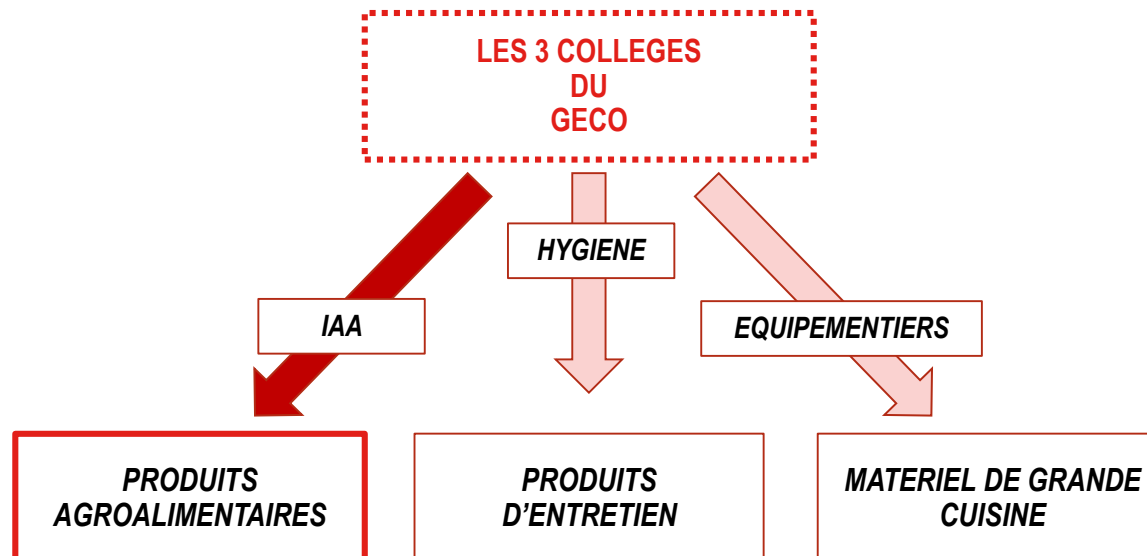 LES 3 COLLEGES
DU
GECO
HYGIENE
IAA
EQUIPEMENTIERS
PRODUITS
AGROALIMENTAIRES
PRODUITS
D’ENTRETIEN
MATERIEL DE GRANDE
CUISINE